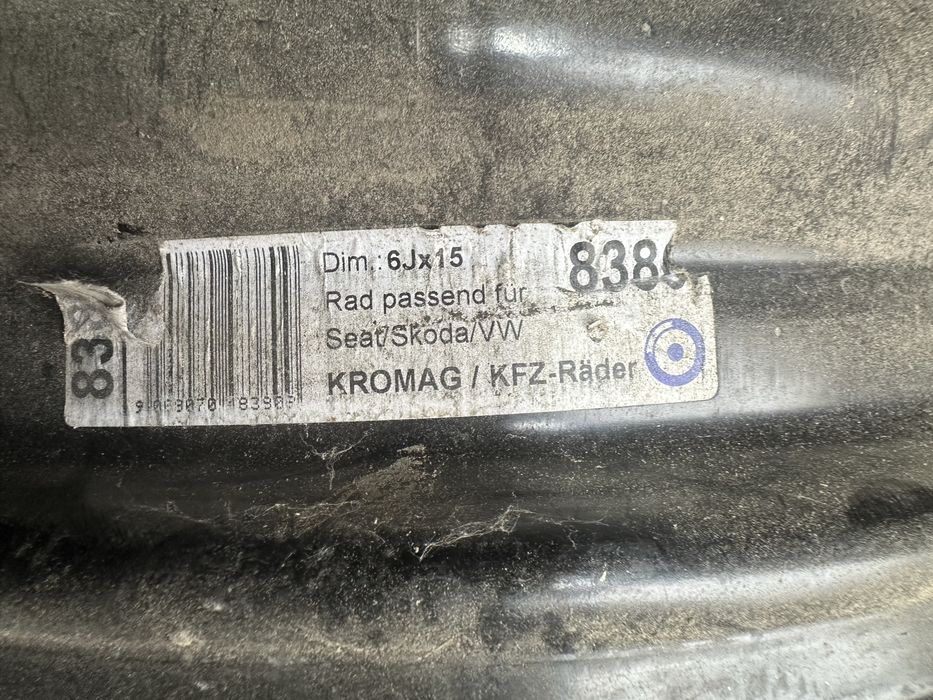 Dim.: 6Jx15
838
Rad passend für
Seat/Skoda/VW
KROMAG / KFZ-Räder
83